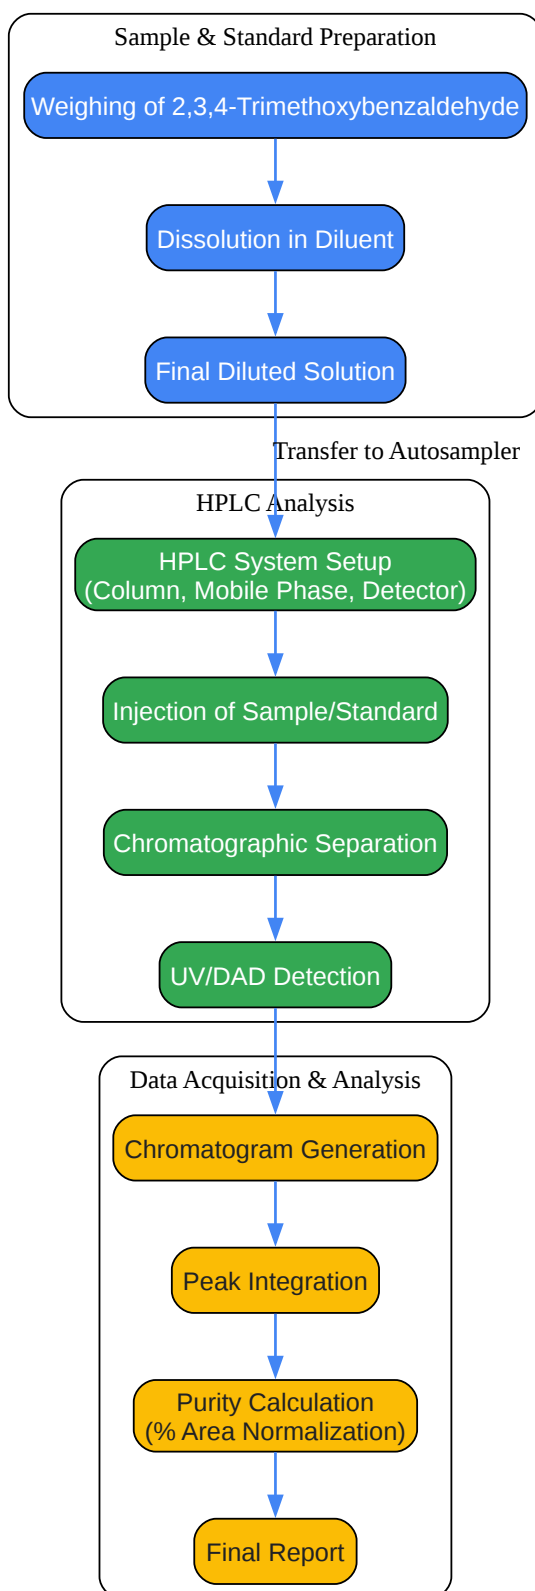 Sample & Standard Preparation
Weighing of 2,3,4-Trimethoxybenzaldehyde
Dissolution in Diluent
Final Diluted Solution
Transfer to Autosampler
HPLC Analysis
HPLC System Setup
(Column, Mobile Phase, Detector)
Injection of Sample/Standard
Chromatographic Separation
UV/DAD Detection
Data Acquisition & Analysis
Chromatogram Generation
Peak Integration
Purity Calculation
(% Area Normalization)
Final Report